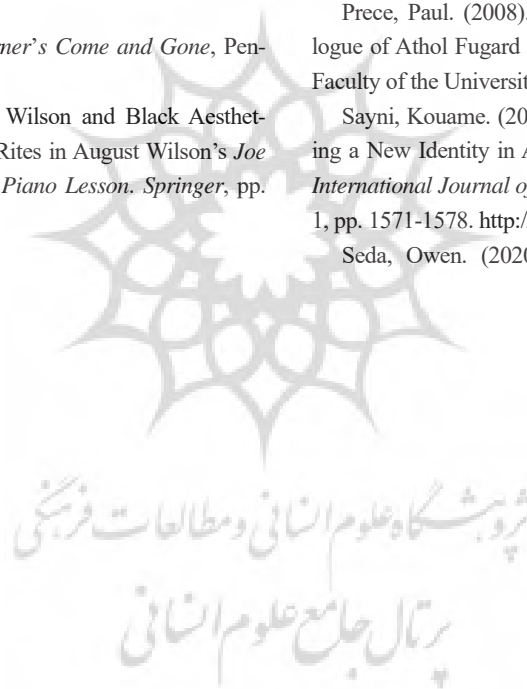 ner's Come and Gone, Pen-
Wilson and Black Aesthet-
Rites in August Wilson's Joe
Piano Lesson. Springer, pp.
Prece, Paul. (2008).
logue of Athol Fugard
Faculty of the Universit
Sayni, Kouame. (20
ing a New Identity in A
International Journal of
1, pp. 1571-1578. http:/
Seda, Owen. (2020
پژوهشگاه علوم انسانی و مطالعات فرهنگی
پرتال جامع علوم انسانی